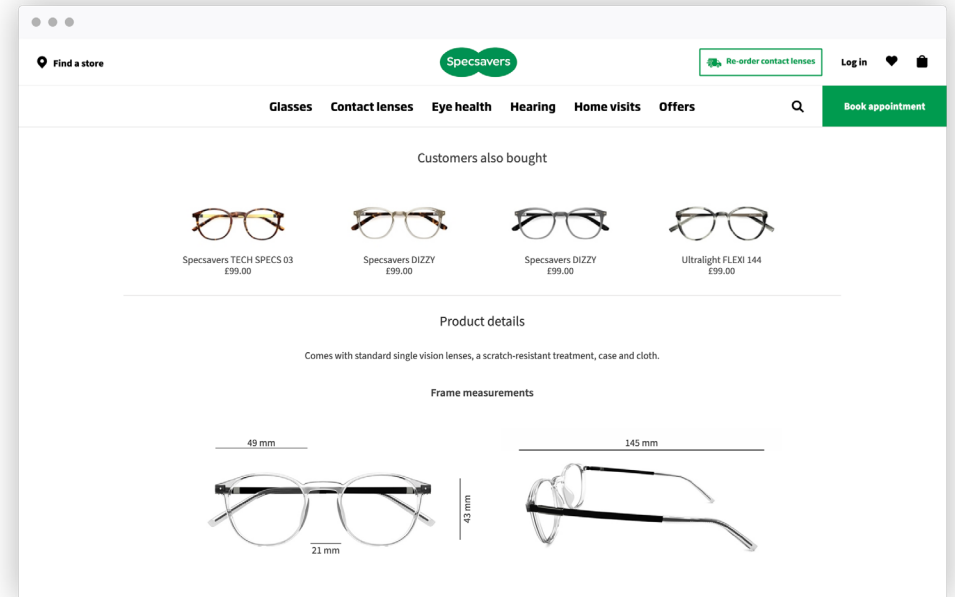 Find a store
Specsavers
Re-order contact lenses
Log in
Glasses
Contact lenses
Eye health
Hearing
Home visits
Offers
Book appointment
Customers also bought
Specsavers TECH SPECS 03
£99.00
Specsavers DIZZY
£99.00
Specsavers DIZZY
£99.00
Ultralight FLEXI 144
£99.00
Product details
Comes with standard single vision lenses, a scratch-resistant treatment, case and cloth.
Frame measurements
49 mm
43 mm
21 mm
145 mm